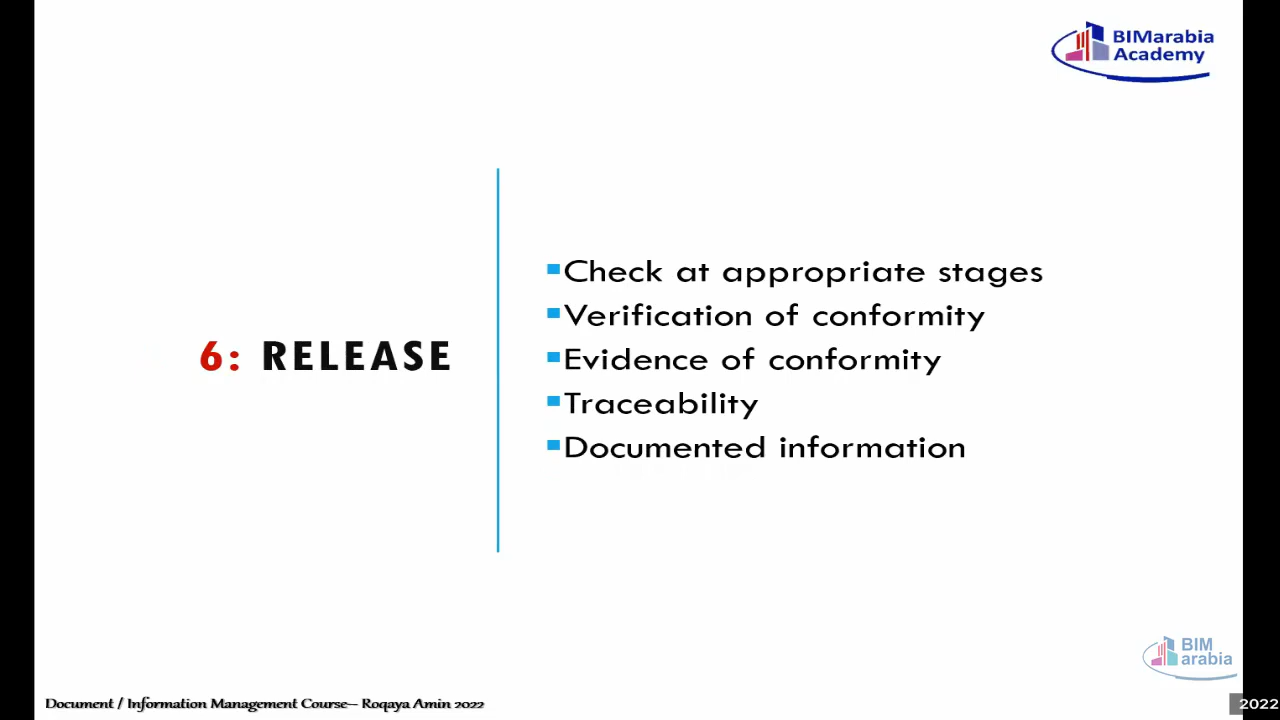 BIMarabia
Academy
6: RELEASE
Check at appropriate stages
Verification of conformity
Evidence of conformity
Traceability
Documented information
BIM
arabia
Document / Information Management Course– Roqaya Amin 2022
2022